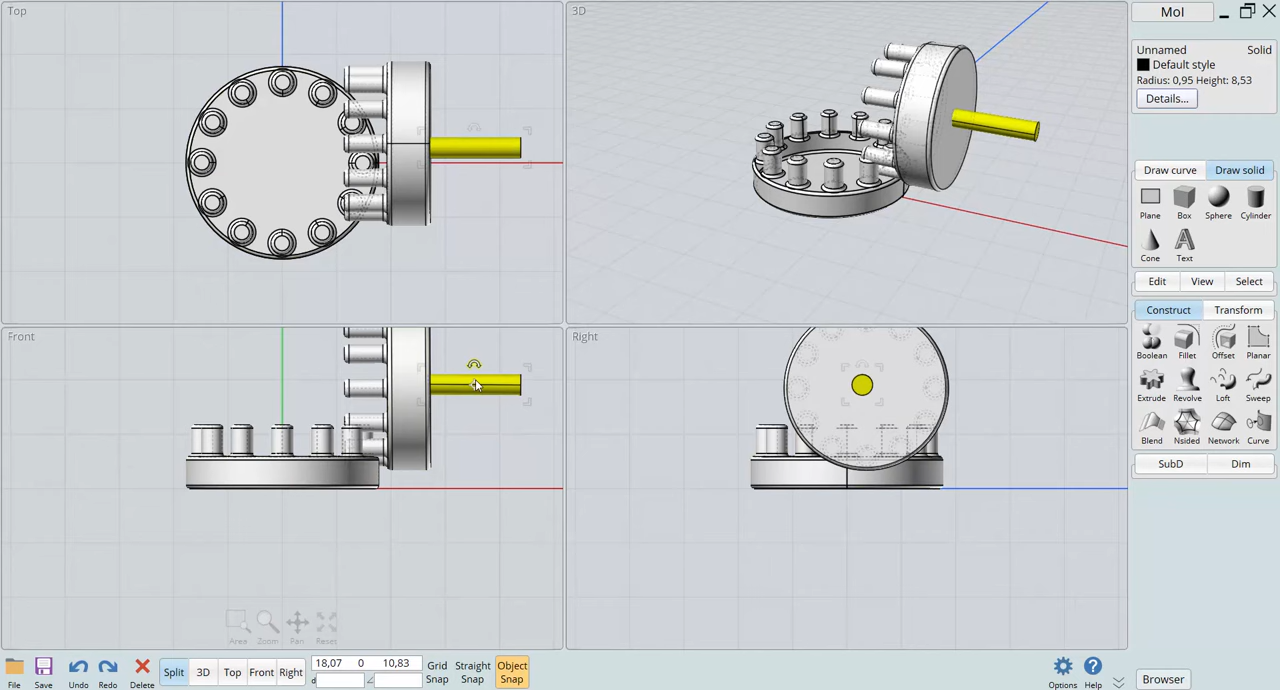 Top
3D
Front
Right
MoI
Unnamed
Solid
Default style
Radius: 0,95 Height: 8,53
Details...
Draw curve
Draw solid
Plane
Box
Sphere
Cylinder
Cone
Text
Edit
View
Select
Construct
Transform
Boolean
Fillet
Offset
Planar
Extrude
Revolve
Loft
Sweep
Blend
Nsided
Network
Curve
SubD
Dim
Area
Zoom
Pan
Reset
File
Save
Undo
Redo
Delete
Split
3D
Top
Front
Right
18,07 0 10,83
d
Grid
Snap
Straight
Snap
Object
Snap
Options
Help
Browser